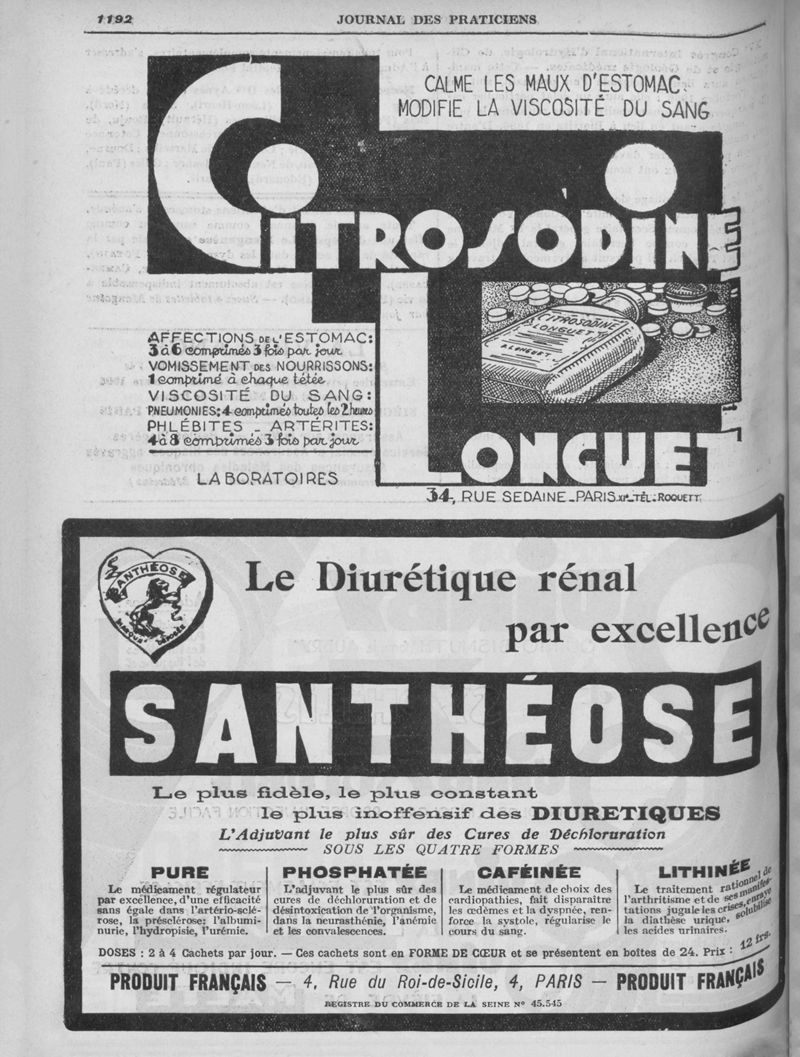 1192
JOURNAL DES PRATICIENS
CALME LES MAUX D'ESTOMAC
MODIFIE LA VISCOSITÉ DU SANG
CITROSODINE
LONGUET
CITROSODINE
LONGUET
A LONGUET
AFFECTIONS DE L'ESTOMAC:
3 à 6 comprimés 3 fois par jour
VOMISSEMENT DES NOURRISSONS:
1 comprimé à chaque tétée
VISCOSITÉ DU SANG:
PNEUMONIES: 4 comprimés toutes les 2 heures
PHLÉBITES - ARTÉRITES:
4 à 8 comprimés 3 fois par jour
LABORATOIRES
34, RUE SEDAINE - PARIS XIe - TÉL: ROQUETT
SANTHÉOSE
MARQUE DÉPOSÉE
Le Diurétique rénal
par excellence
SANTHÉOSE
Le plus fidèle, le plus constant
le plus inoffensif des DIURETIQUES
L'Adjuvant le plus sûr des Cures de Déchloruration
SOUS LES QUATRE FORMES
PURE
Le médicament régulateur
par excellence, d'une efficacité
sans égale dans l'artério-sclé-
rose, la présclérose; l'albumi-
nurie, l'hydropisie, l'urémie.
PHOSPHATÉE
L'adjuvant le plus sûr des
cures de déchloruration et de
désintoxication de l'organisme,
dans la neurasthénie, l'anémie
et les convalescences.
CAFÉINÉE
Le médicament de choix des
cardiopathies, fait disparaître
les œdèmes et la dyspnée, ren-
force la systole, régularise le
cours du sang.
LITHINÉE
Le traitement rationnel de
l'arthritisme et de ses manifes-
tations jugule les crises, enraye
la diathèse urique, solubilise
les acides urinaires.
DOSES : 2 à 4 Cachets par jour. — Ces cachets sont en FORME DE CŒUR et se présentent en boîtes de 24. Prix : 12 frs.
PRODUIT FRANÇAIS — 4, Rue du Roi-de-Sicile, 4, PARIS — PRODUIT FRANÇAIS
REGISTRE DU COMMERCE DE LA SEINE N° 45.545